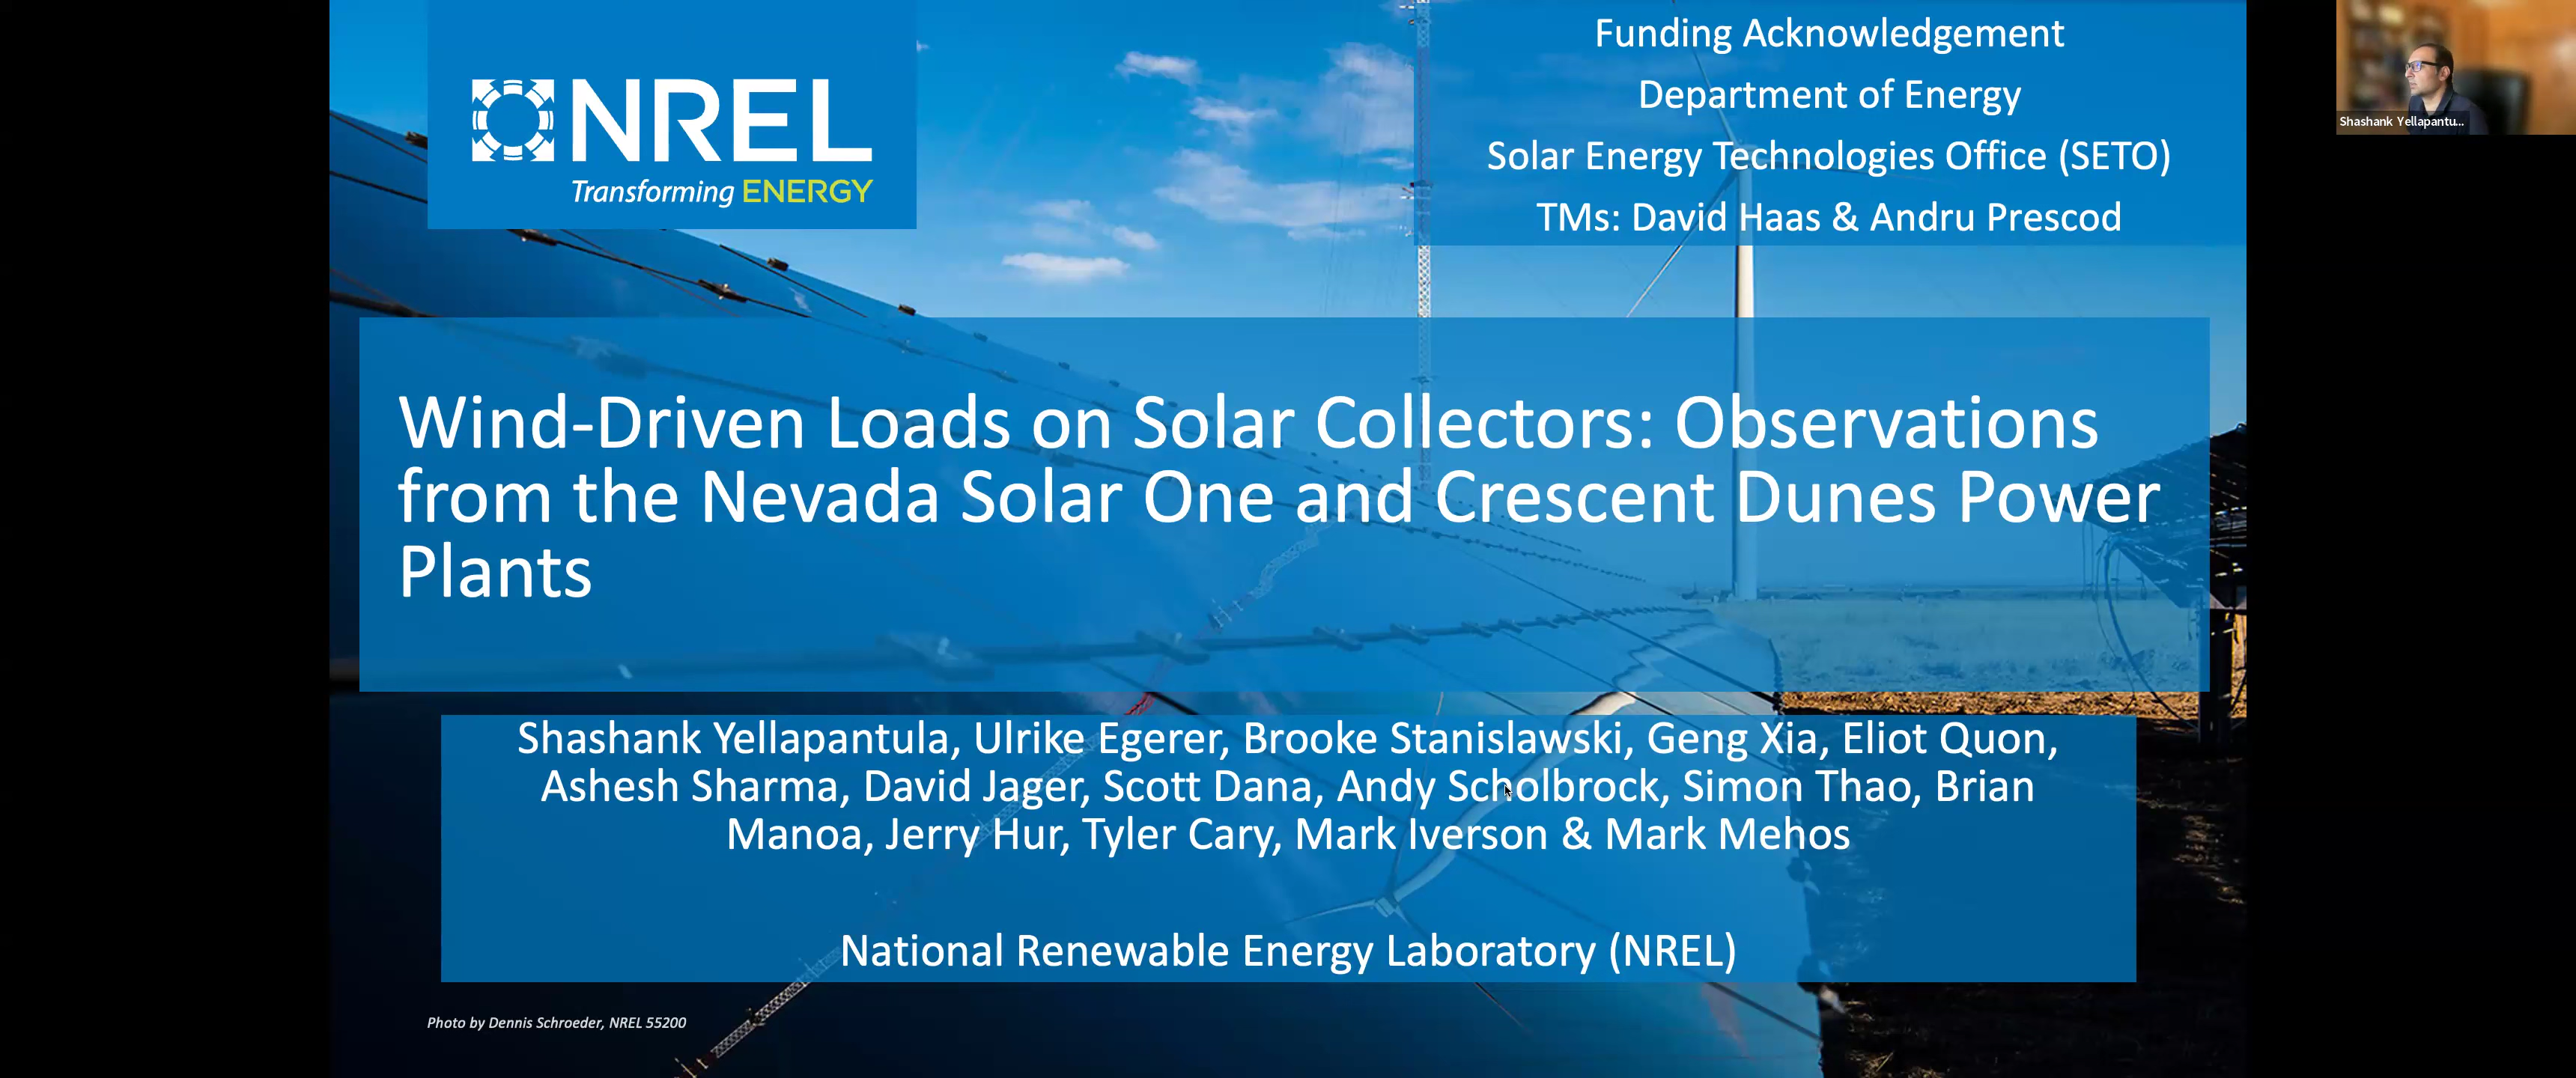 NREL
Transforming ENERGY
Funding Acknowledgement
Department of Energy
Solar Energy Technologies Office (SETO)
TMs: David Haas & Andru Prescod
Shashank Yellapantu...
Wind-Driven Loads on Solar Collectors: Observations
from the Nevada Solar One and Crescent Dunes Power
Plants
Shashank Yellapantula, Ulrike Egerer, Brooke Stanislawski, Geng Xia, Eliot Quon,
Ashesh Sharma, David Jager, Scott Dana, Andy Scholbrock, Simon Thao, Brian
Manoa, Jerry Hur, Tyler Cary, Mark Iverson & Mark Mehos
National Renewable Energy Laboratory (NREL)
Photo by Dennis Schroeder, NREL 55200